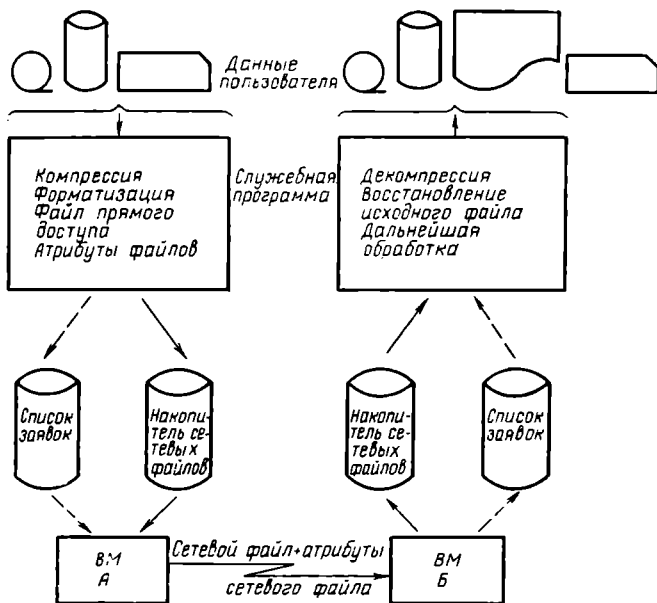 Данные
пользователя
Компрессия
Форматизация
Файл прямого
доступа
Атрибуты файлов
Служебная
программа
Декомпрессия
Восстановление
исходного файла
Дальнейшая
обработка
Список
заявок
Накопи-
тель се-
тевых
файлов
Накопи-
тель се-
тевых
файлов
Список
заявок
ВМ
А
Сетевой файл+атрибуты
сетевого файла
ВМ
Б